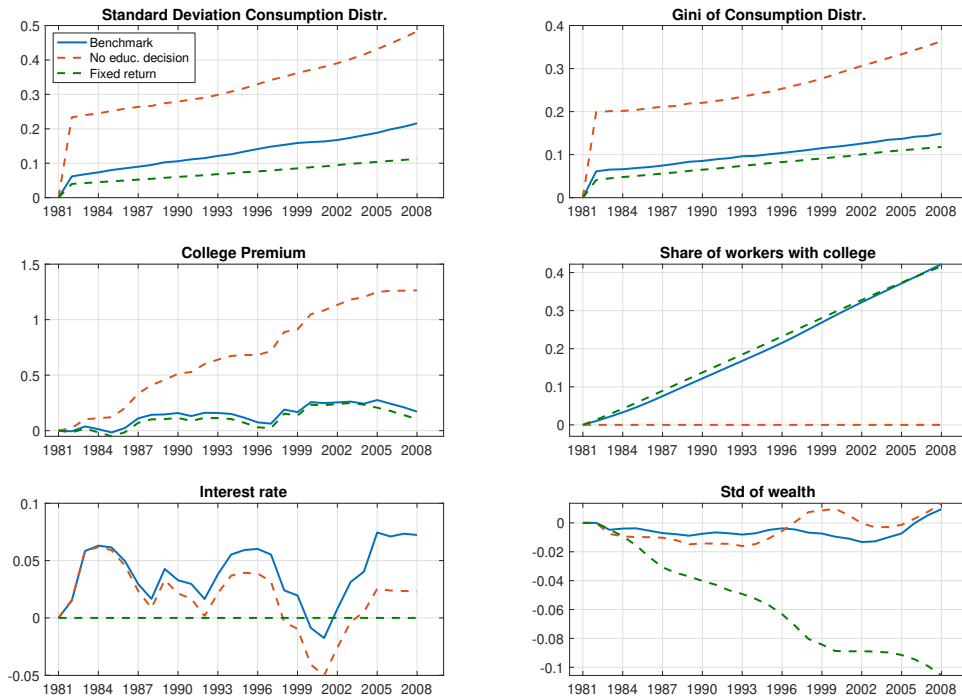 Standard Deviation Consumption Distr.
0.5
0.4
0.3
0.2
0.1
0
Benchmark
No educ. decision
Fixed return
1981 1984 1987 1990 1993 1996 1999 2002 2005 2008
Gini of Consumption Distr.
0.4
0.3
0.2
0.1
0
1981 1984 1987 1990 1993 1996 1999 2002 2005 2008
College Premium
1.5
1
0.5
0
1981 1984 1987 1990 1993 1996 1999 2002 2005 2008
Share of workers with college
0.4
0.3
0.2
0.1
0
1981 1984 1987 1990 1993 1996 1999 2002 2005 2008
Interest rate
0.1
0.05
0
-0.05
1981 1984 1987 1990 1993 1996 1999 2002 2005 2008
Std of wealth
0
-0.02
-0.04
-0.06
-0.08
-0.1
1981 1984 1987 1990 1993 1996 1999 2002 2005 2008